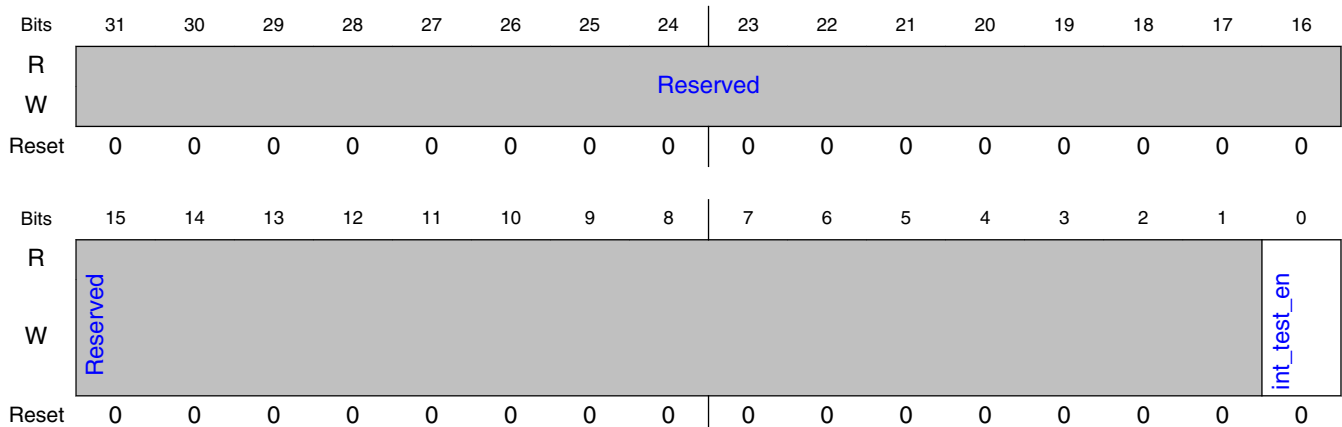 Bits 31 30 29 28 27 26 25 24 23 22 21 20 19 18 17 16
R
Reserved
W
Reset 0 0 0 0 0 0 0 0 0 0 0 0 0 0 0 0
Bits 15 14 13 12 11 10 9 8 7 6 5 4 3 2 1 0
R
W
Reserved
int_test_en
Reset 0 0 0 0 0 0 0 0 0 0 0 0 0 0 0 0